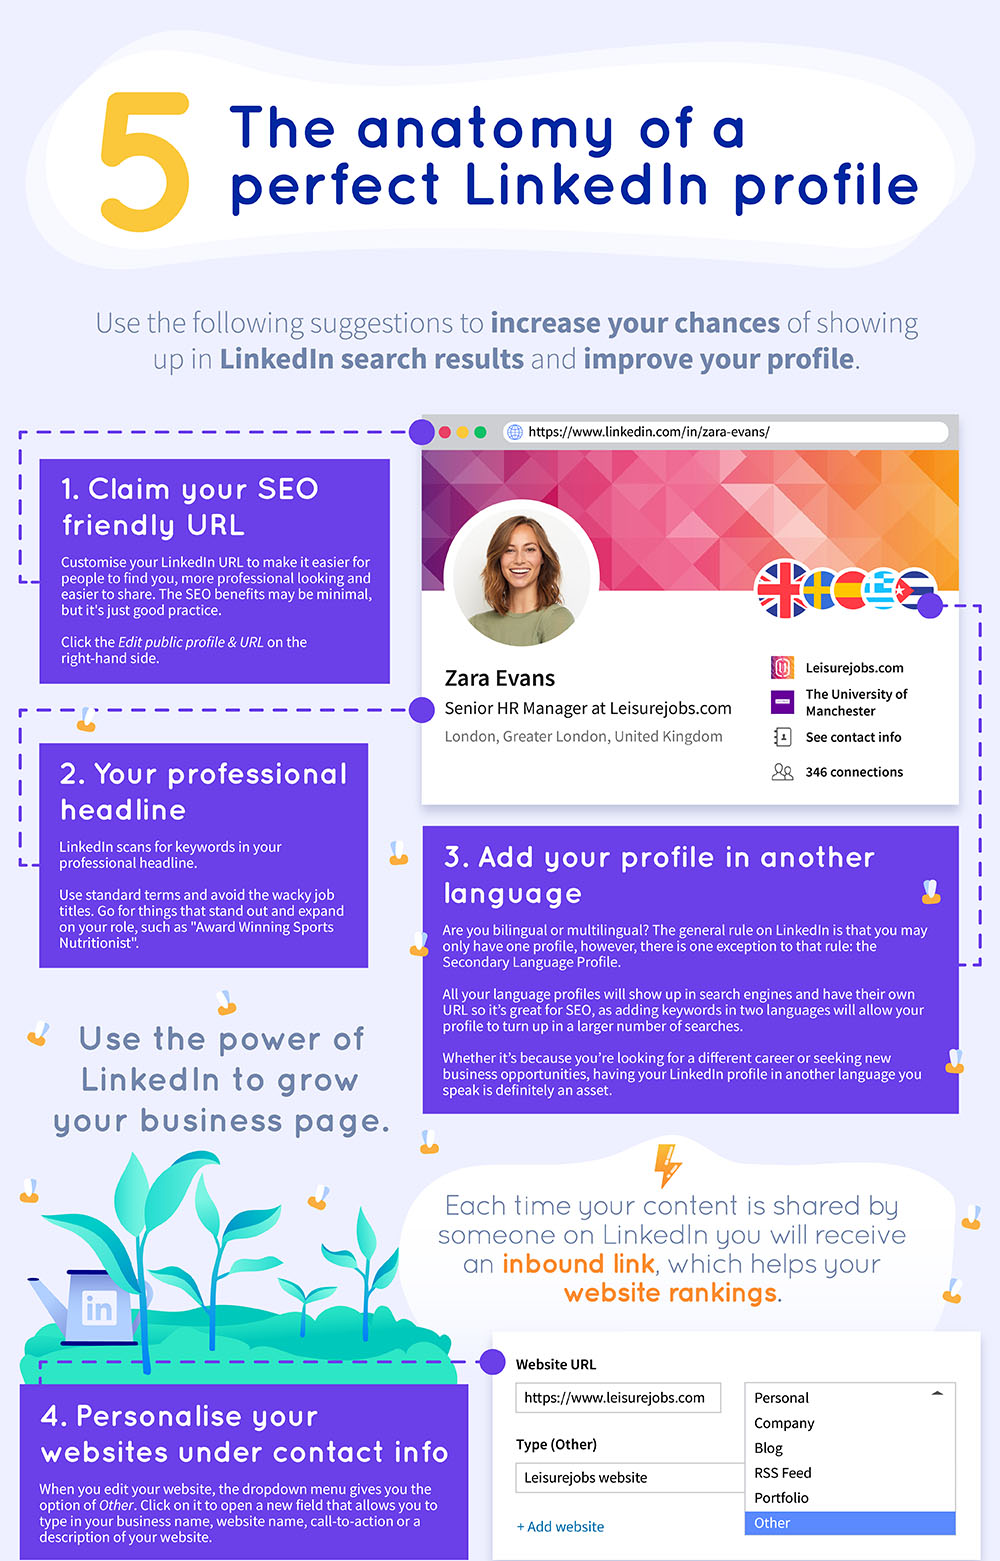 5
The anatomy of a
perfect LinkedIn profile
Use the following suggestions to increase your chances of showing
up in LinkedIn search results and improve your profile.
https://www.linkedin.com/in/zara-evans/
1. Claim your SEO
friendly URL
Customise your LinkedIn URL to make it easier for
people to find you, more professional looking and
easier to share. The SEO benefits may be minimal,
but it's just good practice.
Click the Edit public profile & URL on the
right-hand side.
Zara Evans
Senior HR Manager at Leisurejobs.com
London, Greater London, United Kingdom
Leisurejobs.com
The University of
Manchester
See contact info
346 connections
2. Your professional
headline
LinkedIn scans for keywords in your
professional headline.
Use standard terms and avoid the wacky job
titles. Go for things that stand out and expand
on your role, such as "Award Winning Sports
Nutritionist".
3. Add your profile in another
language
Are you bilingual or multilingual? The general rule on LinkedIn is that you may
only have one profile, however, there is one exception to that rule: the
Secondary Language Profile.
All your language profiles will show up in search engines and have their own
URL so it's great for SEO, as adding keywords in two languages will allow your
profile to turn up in a larger number of searches.
Whether it's because you're looking for a different career or seeking new
business opportunities, having your LinkedIn profile in another language you
speak is definitely an asset.
Use the power of
LinkedIn to grow
your business page.
in
Each time your content is shared by
someone on LinkedIn you will receive
an inbound link, which helps your
website rankings.
4. Personalise your
websites under contact info
When you edit your website, the dropdown menu gives you the
option of Other. Click on it to open a new field that allows you to
type in your business name, website name, call-to-action or a
description of your website.
Website URL
https://www.leisurejobs.com
Type (Other)
Leisurejobs website
+ Add website
Personal
Company
Blog
RSS Feed
Portfolio
Other